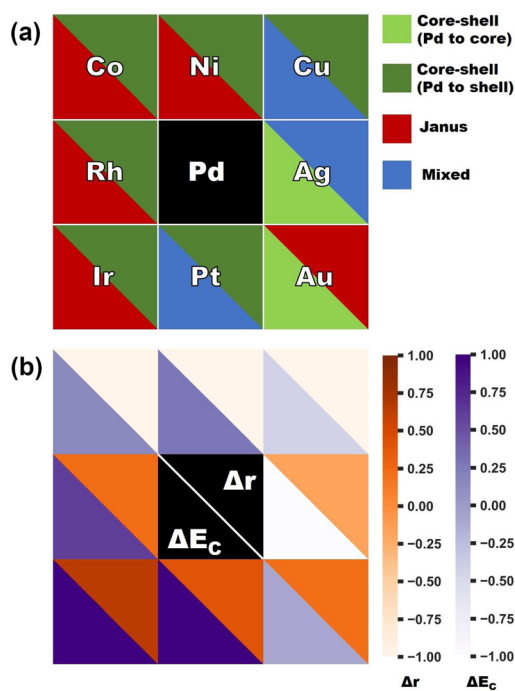 (a)
Co Ni Cu
Rh Pd Ag
Ir Pt Au
Core-shell
(Pd to core)
Core-shell
(Pd to shell)
Janus
Mixed
(b)
Δr
ΔE_C
1.00 1.00
0.75 0.75
0.50 0.50
0.25 0.25
0.00 0.00
−0.25 −0.25
−0.50 −0.50
−0.75 −0.75
−1.00 −1.00
Δr ΔE_C